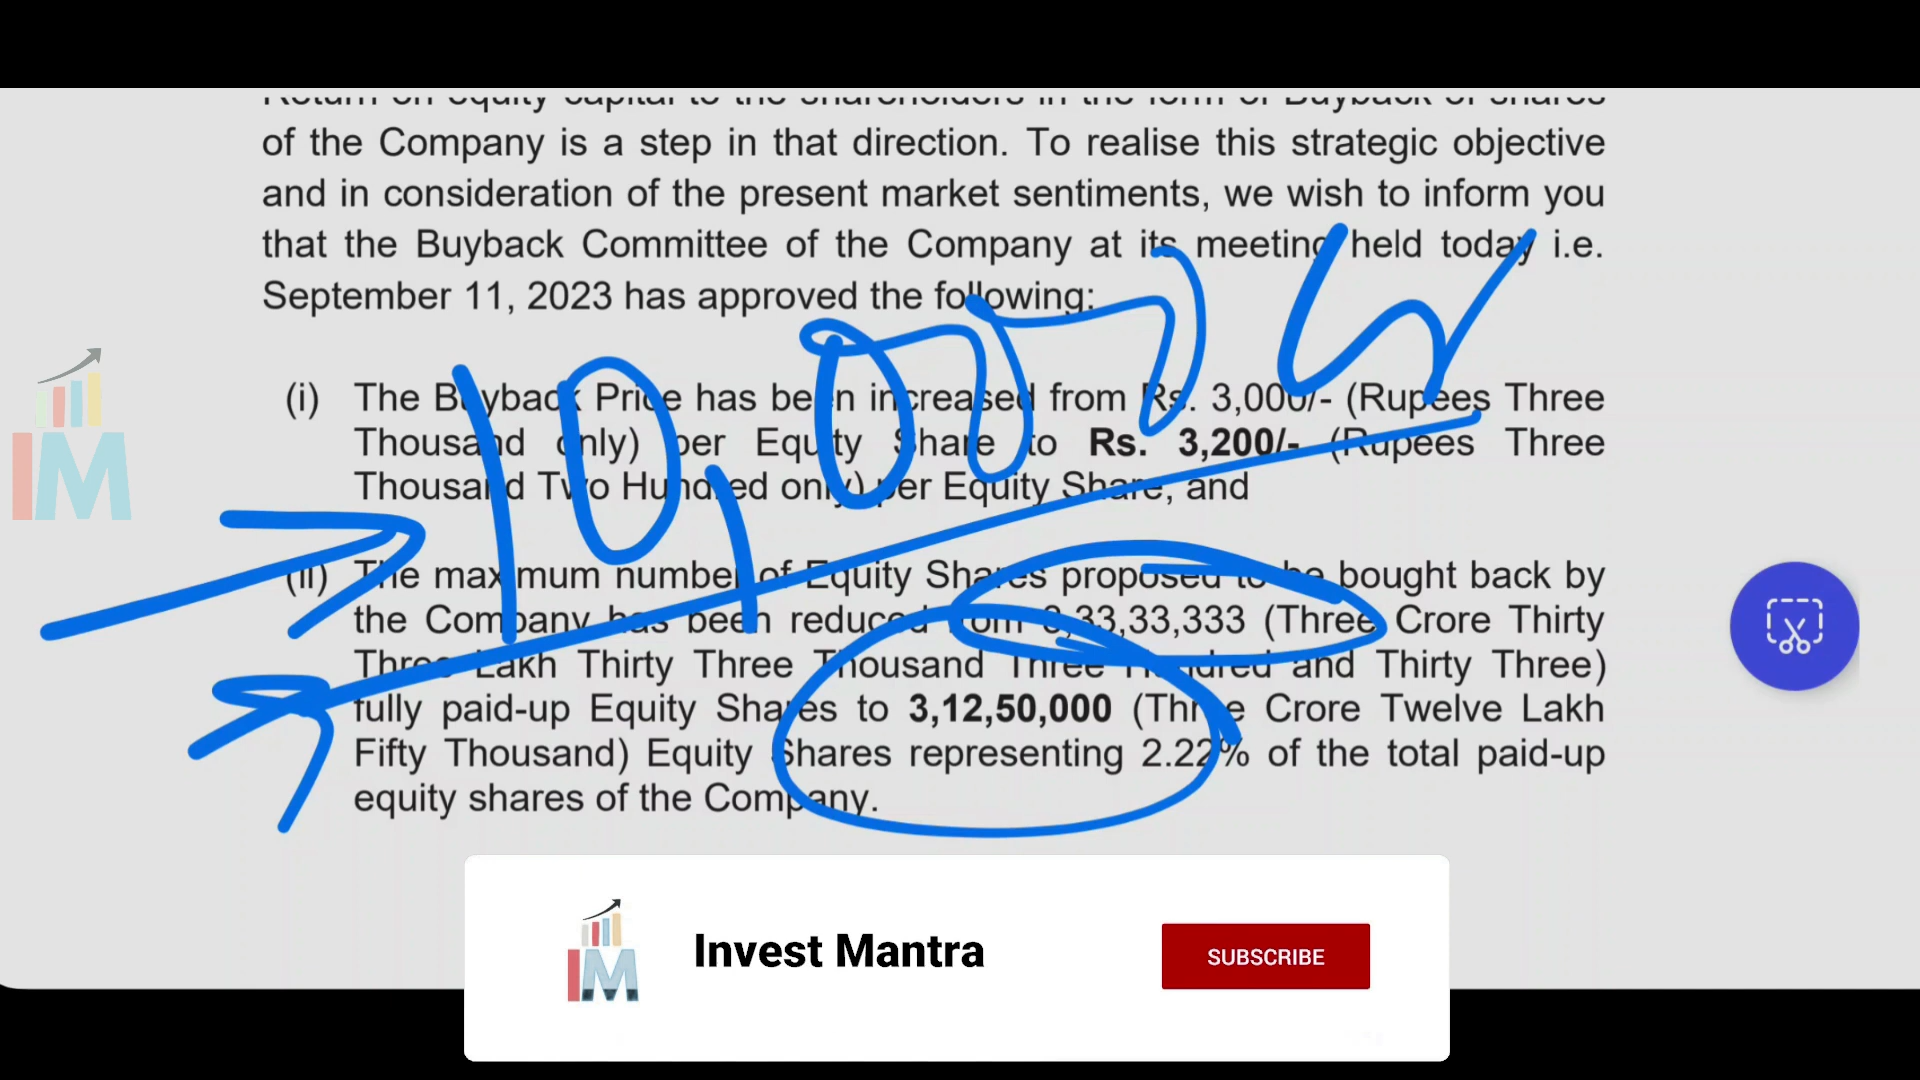 of the Company is a step in that direction. To realise this strategic objective
and in consideration of the present market sentiments, we wish to inform you
that the Buyback Committee of the Company at its meeting held today i.e.
September 11, 2023 has approved the following:
(i) The Buyback Price has been increased from Rs. 3,000/- (Rupees Three
Thousand only) per Equity Share to Rs. 3,200/- (Rupees Three
Thousand Two Hundred only) per Equity Share, and
(ii) The maximum number of Equity Shares proposed to be bought back by
the Company has been reduced from 3,33,33,333 (Three Crore Thirty
Three Lakh Thirty Three Thousand Three Hundred and Thirty Three)
fully paid-up Equity Shares to 3,12,50,000 (Three Crore Twelve Lakh
Fifty Thousand) Equity Shares representing 2.22% of the total paid-up
equity shares of the Company.
IM
IM
Invest Mantra
SUBSCRIBE